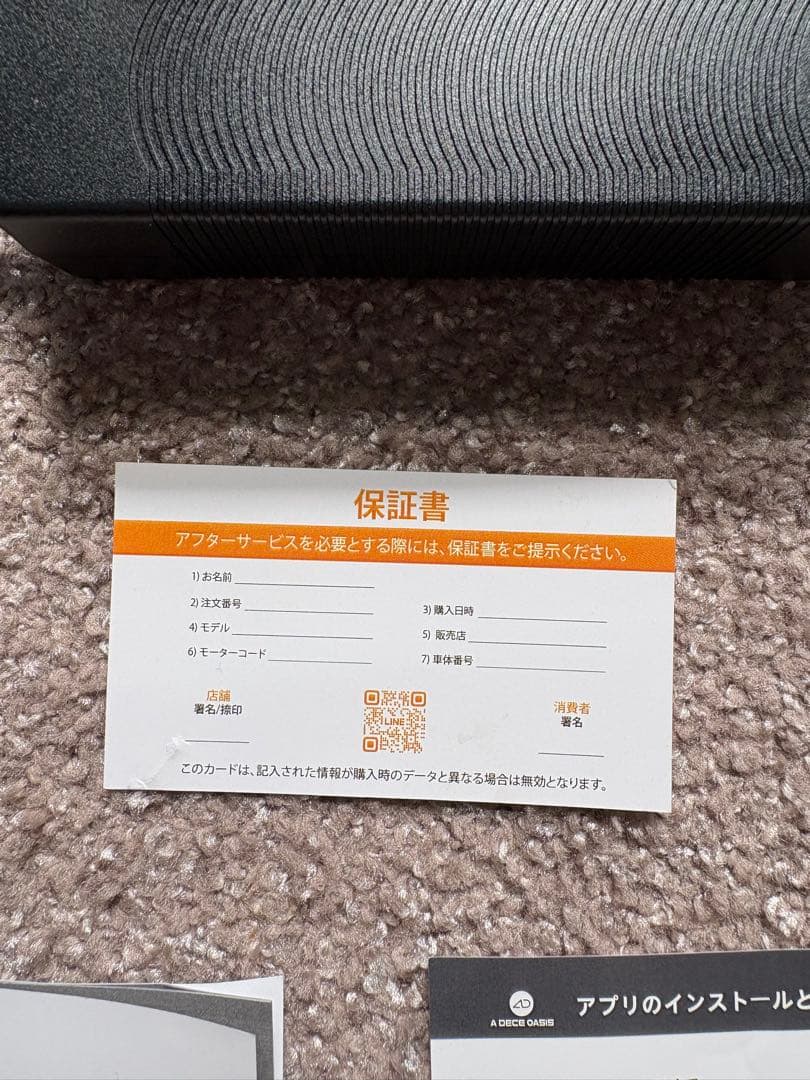 保証書
アフターサービスを必要とする際には、保証書をご提示ください。
1) お名前
2) 注文番号
3) 購入日時
4) モデル
5) 販売店
6) モーターコード
7) 車体番号
店舗
署名/捺印
LINE
消費者
署名
このカードは、記入された情報が購入時のデータと異なる場合は無効となります。
AD
A DECE OASIS
アプリのインストールと